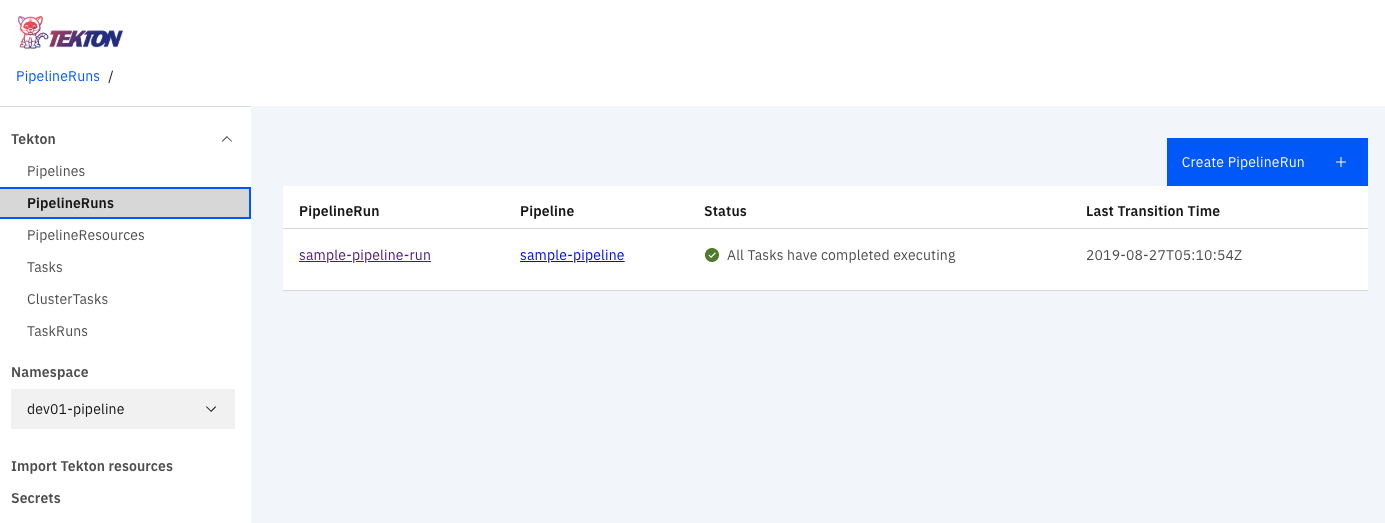 TEKTON
PipelineRuns /
Tekton
Pipelines
PipelineRuns
PipelineResources
Tasks
ClusterTasks
TaskRuns
Namespace
dev01-pipeline
Import Tekton resources
Secrets
Create PipelineRun +
PipelineRun Pipeline Status Last Transition Time
sample-pipeline-run sample-pipeline All Tasks have completed executing 2019-08-27T05:10:54Z